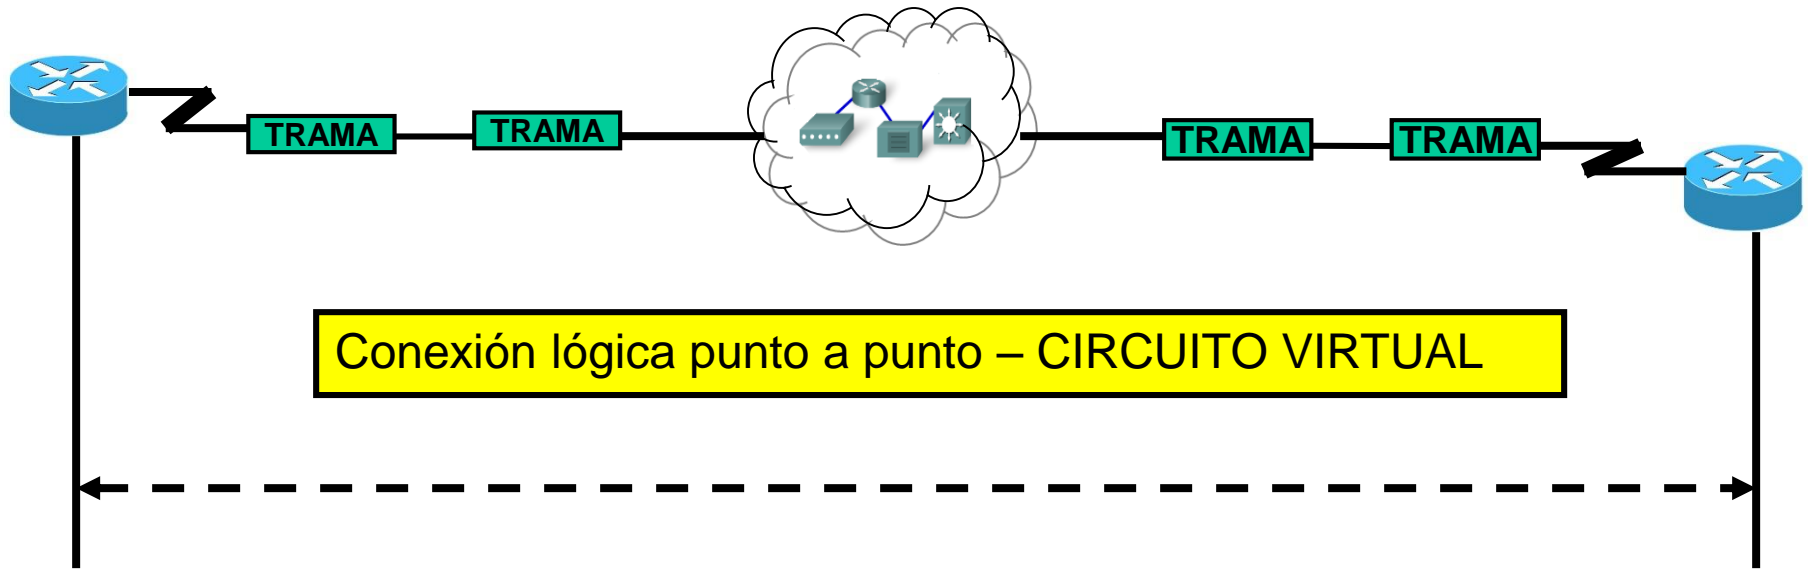 TRAMA
TRAMA
TRAMA
TRAMA
Conexión lógica punto a punto – CIRCUITO VIRTUAL